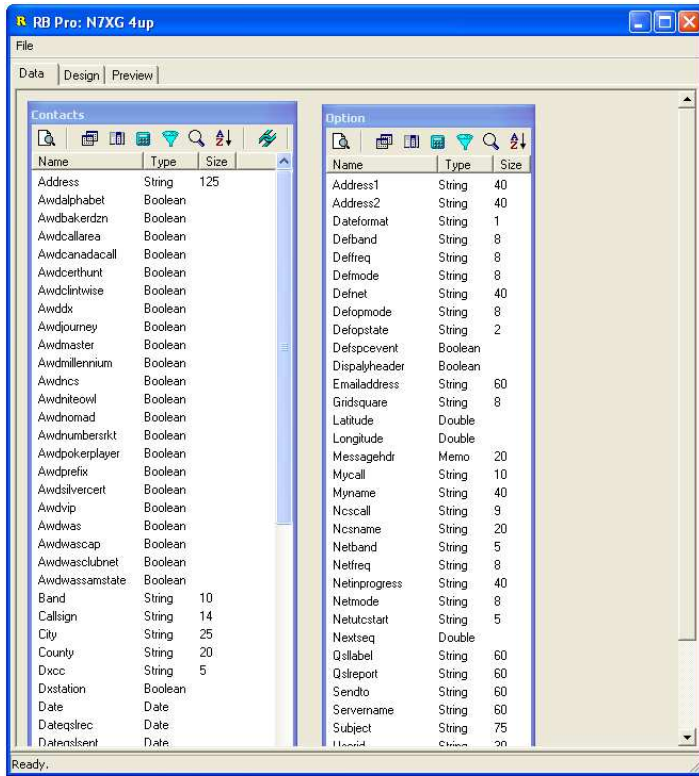 RB Pro: N7XG 4up
File
Data Design Preview
Contacts
Name Type Size
Address String 125
Awdalphabet Boolean
Awdbakerdzn Boolean
Awdcallarea Boolean
Awdcanadacall Boolean
Awdcerthunt Boolean
Awdclintwise Boolean
Awddx Boolean
Awdjourney Boolean
Awdmaster Boolean
Awdmillennium Boolean
Awdncs Boolean
Awdniteowl Boolean
Awdnomad Boolean
Awdnumbersrkt Boolean
Awdpokerplayer Boolean
Awdprefix Boolean
Awdsilvercert Boolean
Awdvip Boolean
Awdwas Boolean
Awdwascap Boolean
Awdwasclubnet Boolean
Awdwassamstate Boolean
Band String 10
Callsign String 14
City String 25
County String 20
Dxcc String 5
Dxstation Boolean
Date Date
Dateqslrec Date
Dateqslsent Date
Option
Name Type Size
Address1 String 40
Address2 String 40
Dateformat String 1
Defband String 8
Deffreq String 8
Defmode String 8
Defnet String 40
Defopmode String 8
Defopstate String 2
Defspcevent Boolean
Dispalyheader Boolean
Emailaddress String 60
Gridsquare String 8
Latitude Double
Longitude Double
Messagehdr Memo 20
Mycall String 10
Myname String 40
Ncscall String 9
Ncsname String 20
Netband String 5
Netfreq String 8
Netinprogress String 40
Netmode String 8
Netutcstart String 5
Nextseq Double
Qsllabel String 60
Qslreport String 60
Sendto String 60
Servername String 60
Subject String 75
Userid String 20
Ready.